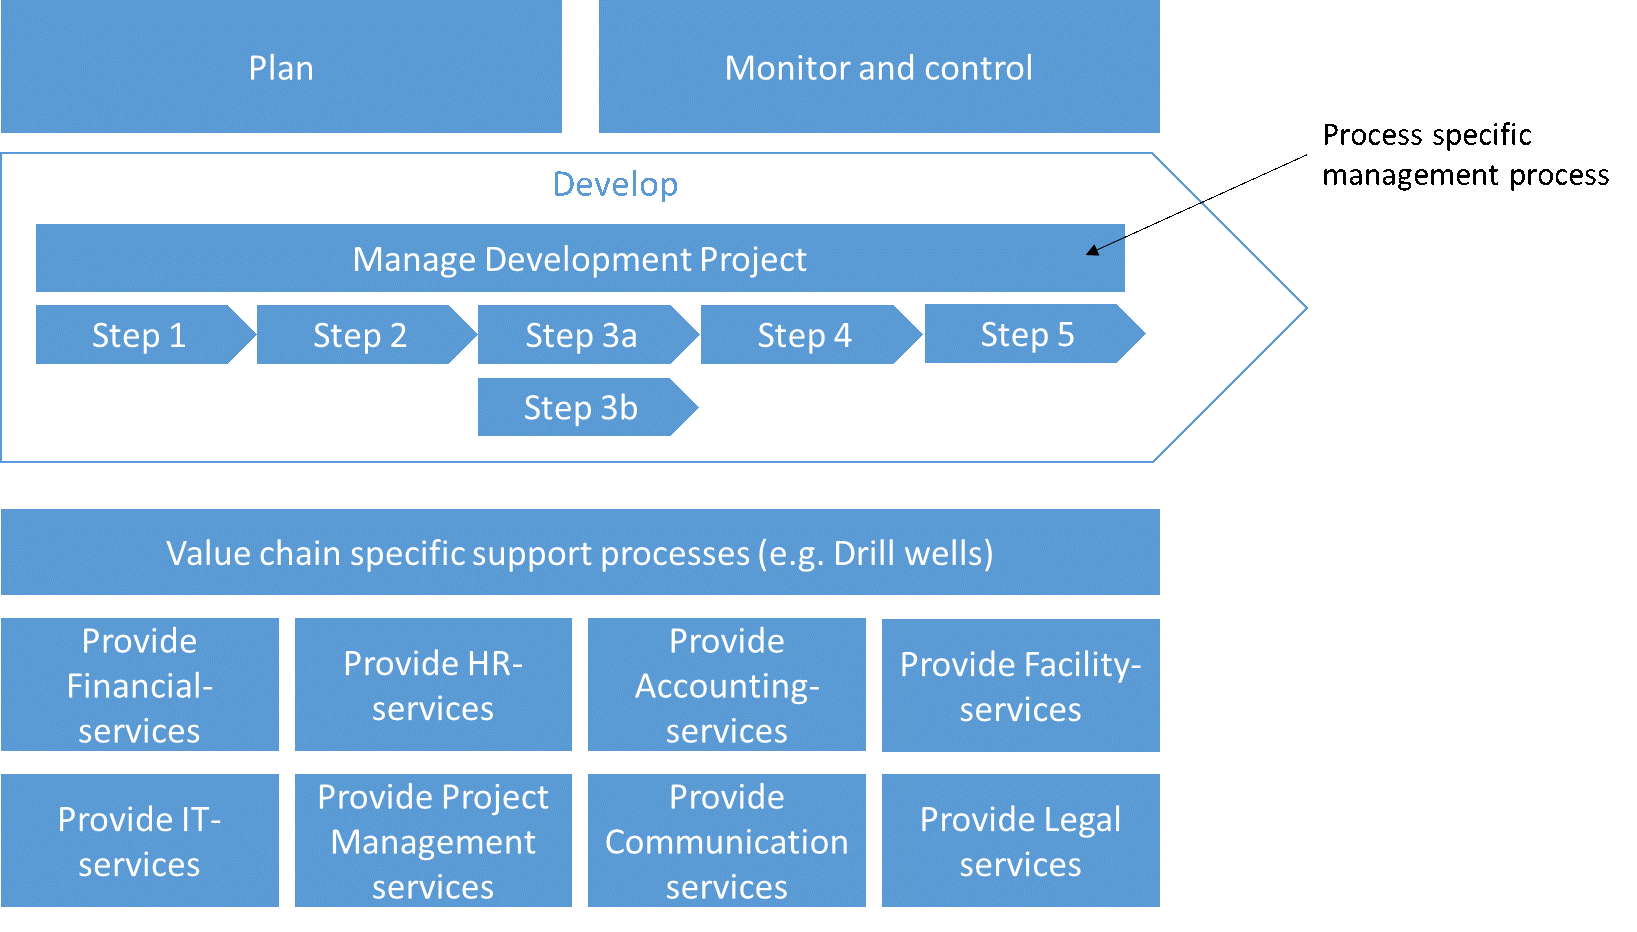 Plan
Monitor and control
Process specific
management process
Develop
Manage Development Project
Step 1
Step 2
Step 3a
Step 4
Step 5
Step 3b
Value chain specific support processes (e.g. Drill wells)
Provide
Financial-
services
Provide HR-
services
Provide
Accounting-
services
Provide Facility-
services
Provide IT-
services
Provide Project
Management
services
Provide
Communication
services
Provide Legal
services